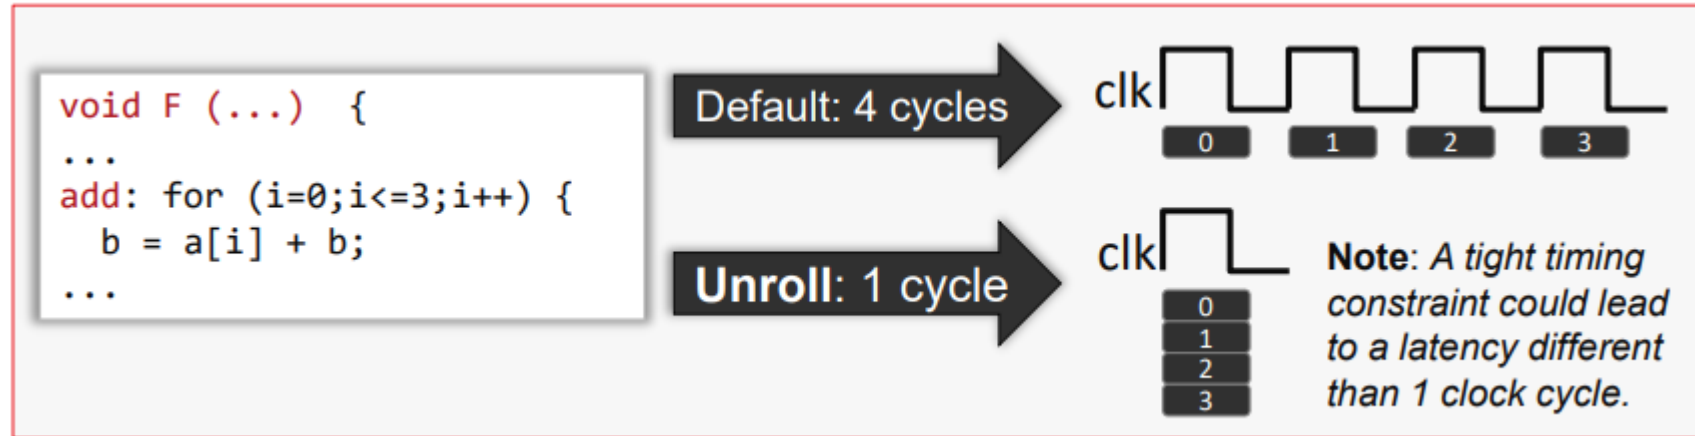 void F (...)  {
...
add: for (i=0;i<=3;i++) {
  b = a[i] + b;
...
Default: 4 cycles
clk
0 1 2 3
Unroll: 1 cycle
clk
0
1
2
3
Note: A tight timing
constraint could lead
to a latency different
than 1 clock cycle.